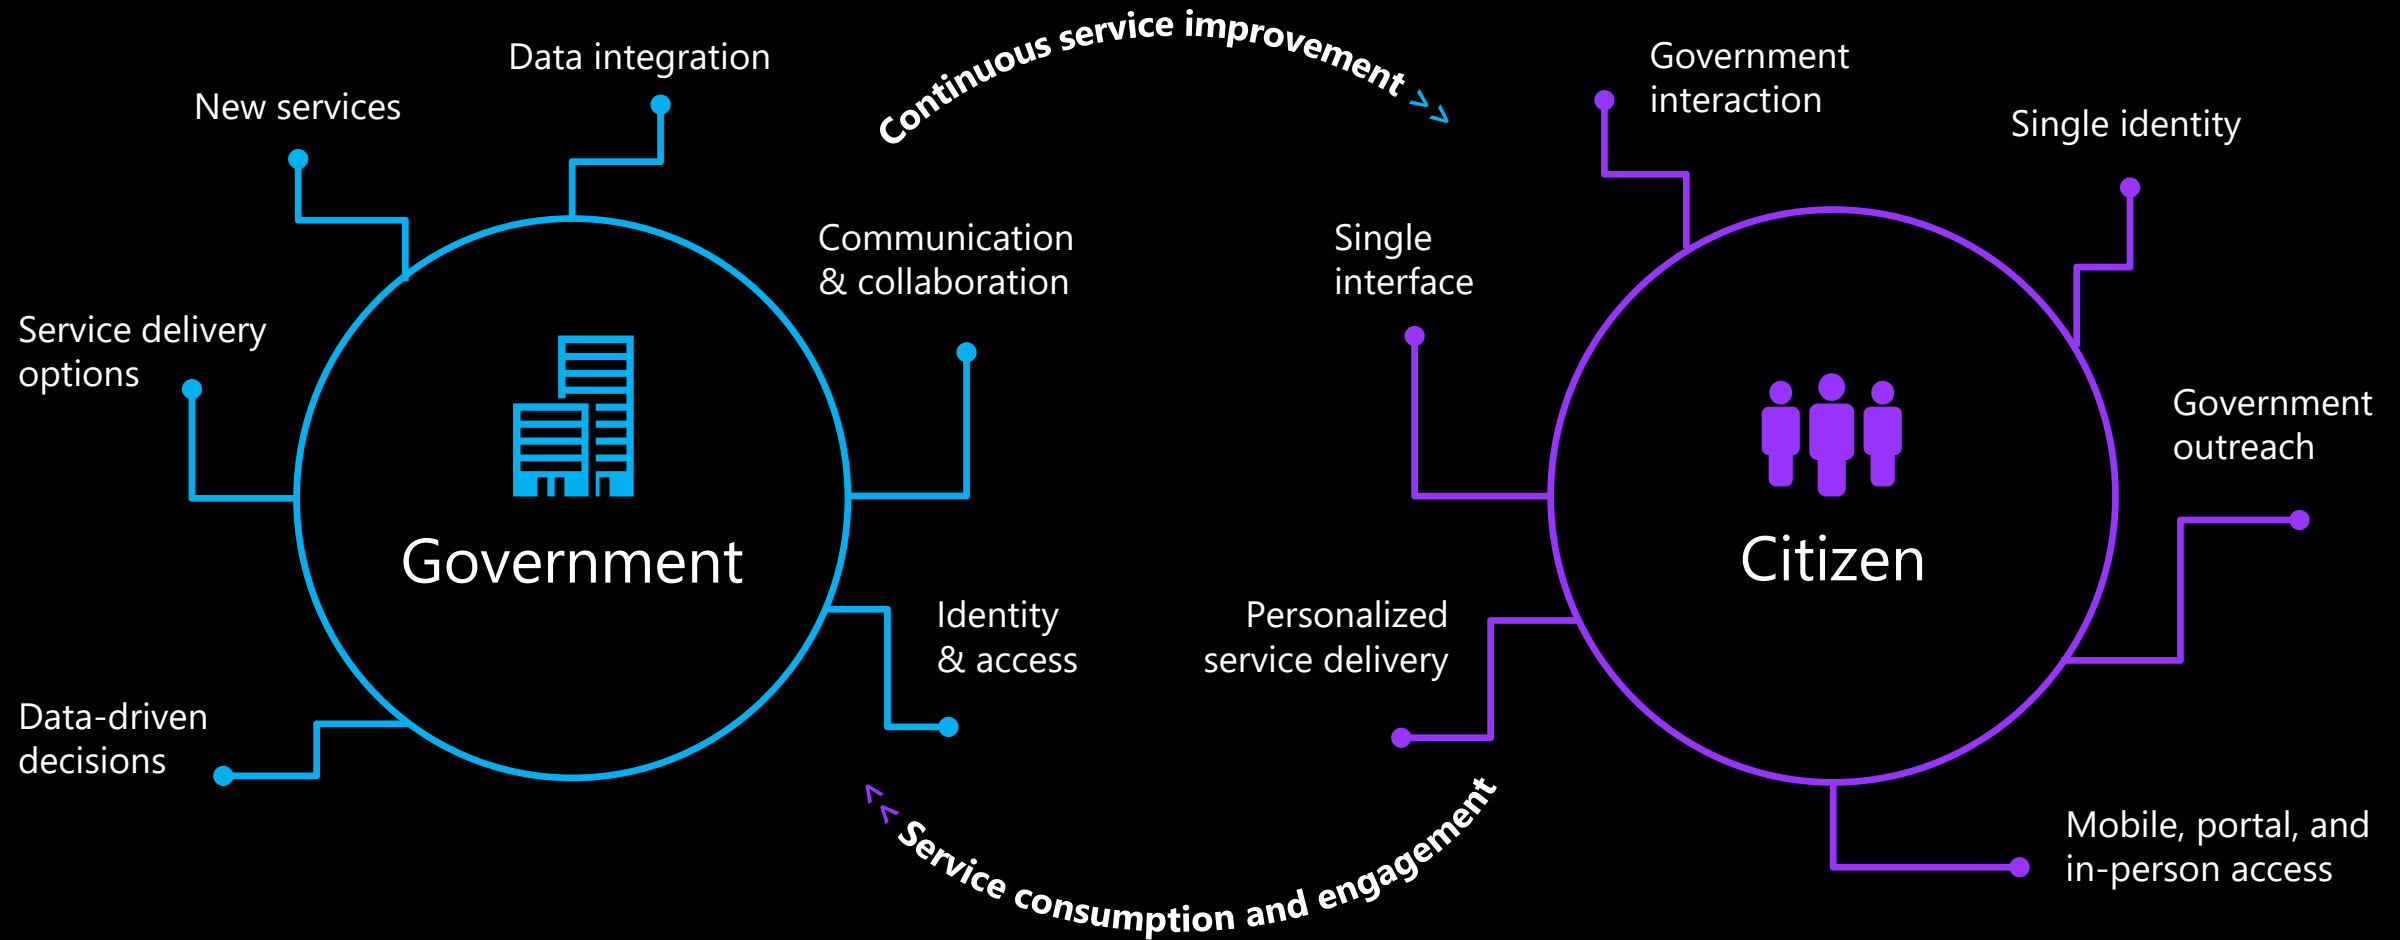 Continuous service improvement
Data integration
New services
Communication
& collaboration
Service delivery
options
Government
Identity
& access
Data-driven
decisions
Government
interaction
Single identity
Single
interface
Government
outreach
Citizen
Personalized
service delivery
Mobile, portal, and
in-person access
Service consumption and engagement